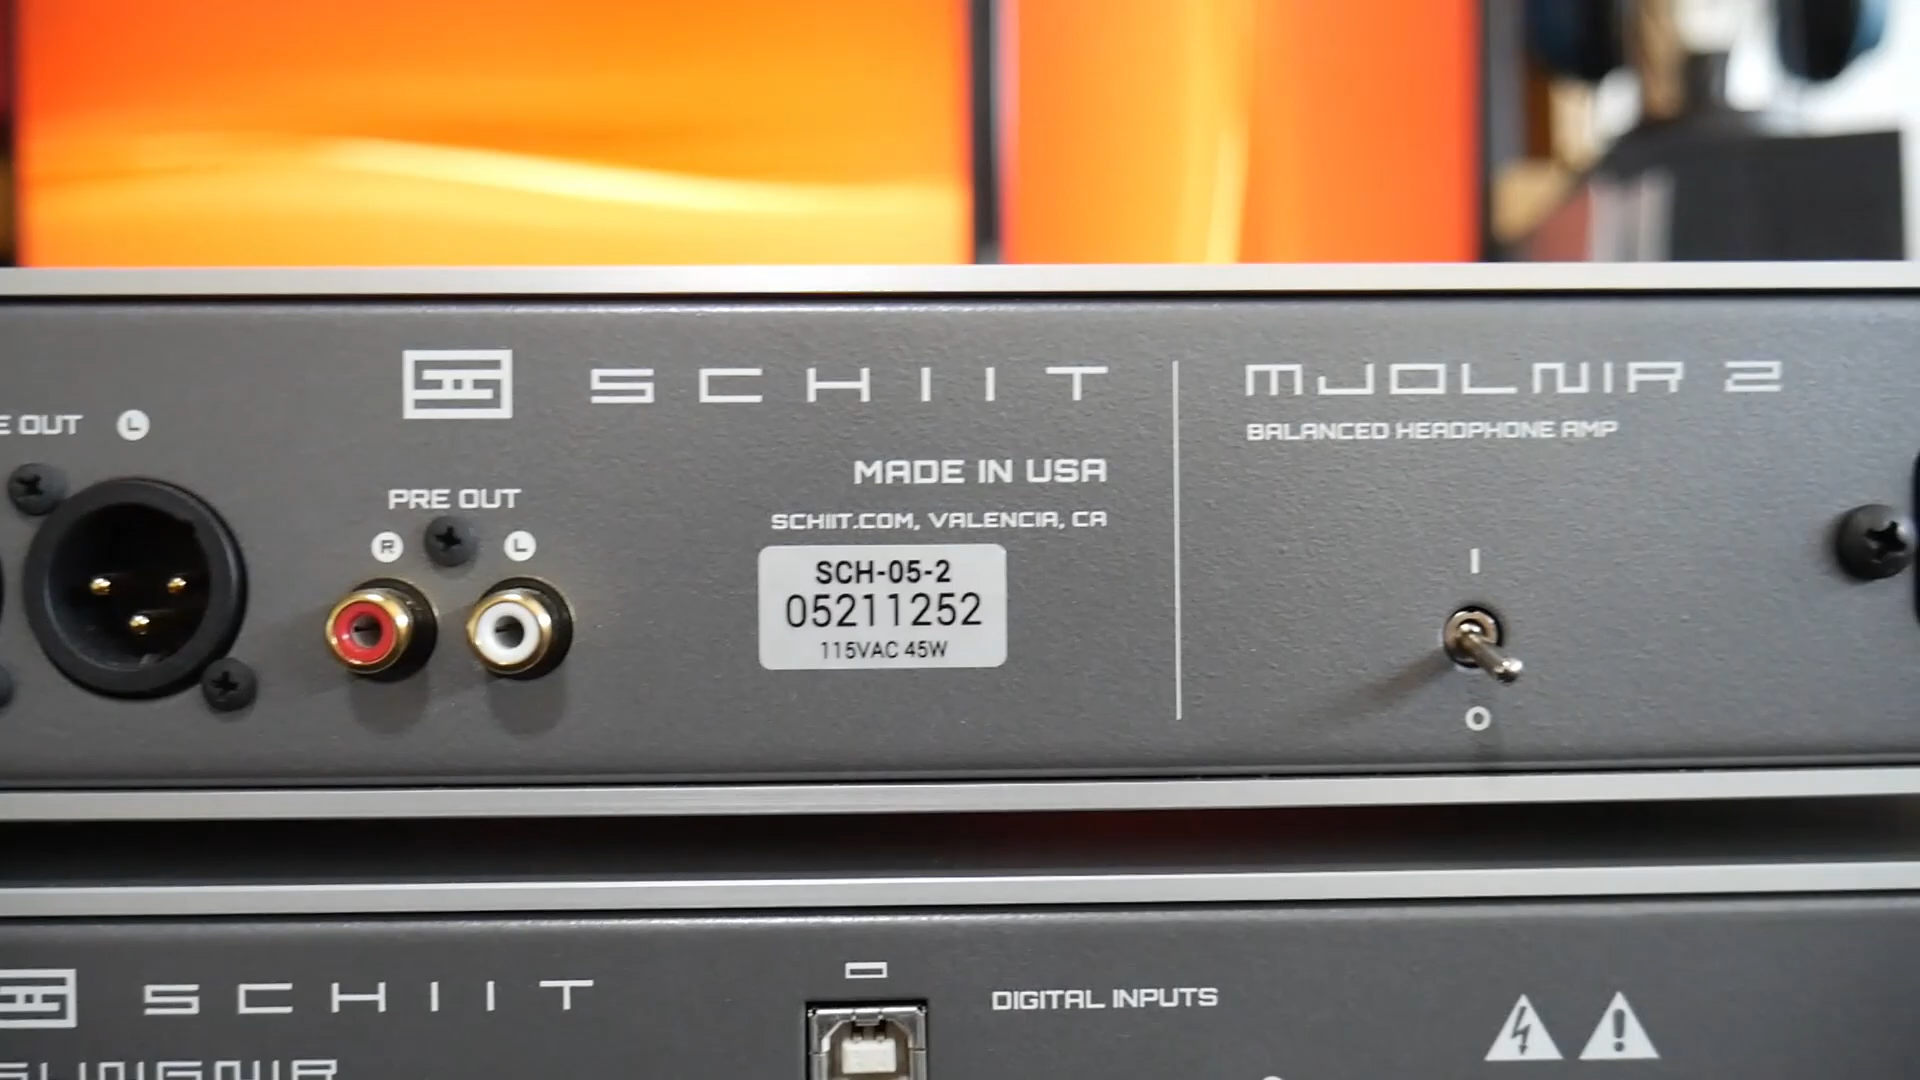 SCHIIT
MJOLNIR 2
BALANCED HEADPHONE AMP
E OUT L
MADE IN USA
PRE OUT
SCHIIT.COM, VALENCIA, CA
R L
SCH-05-2
05211252
115VAC 45W
I
O
SCHIIT
DIGITAL INPUTS